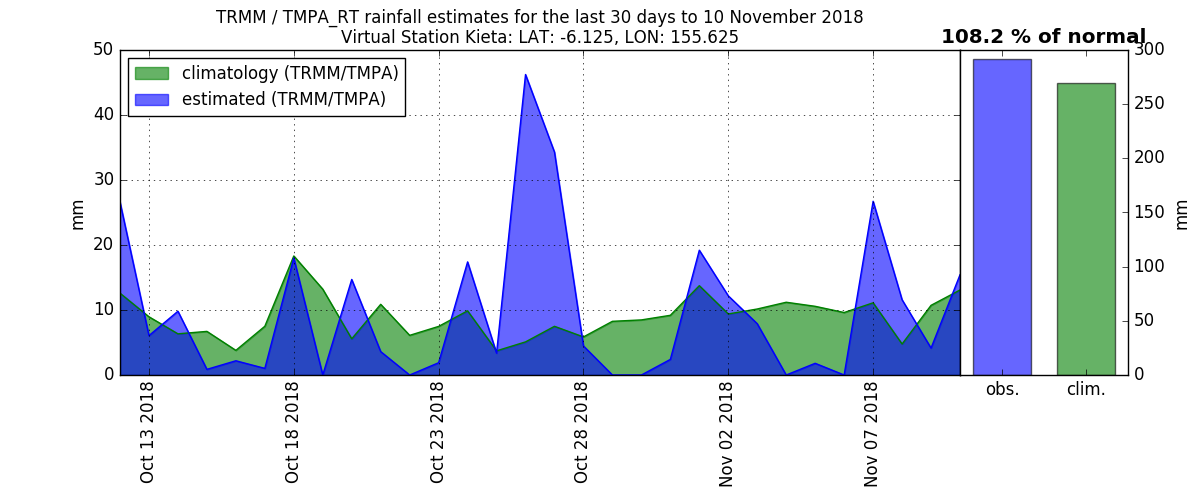 TRMM / TMPA_RT rainfall estimates for the last 30 days to 10 November 2018
Virtual Station Kieta: LAT: -6.125, LON: 155.625
108.2 % of normal
climatology (TRMM/TMPA)
estimated (TRMM/TMPA)
50
40
30
20
10
0
mm
Oct 13 2018
Oct 18 2018
Oct 23 2018
Oct 28 2018
Nov 02 2018
Nov 07 2018
300
250
200
150
100
50
0
mm
obs.
clim.